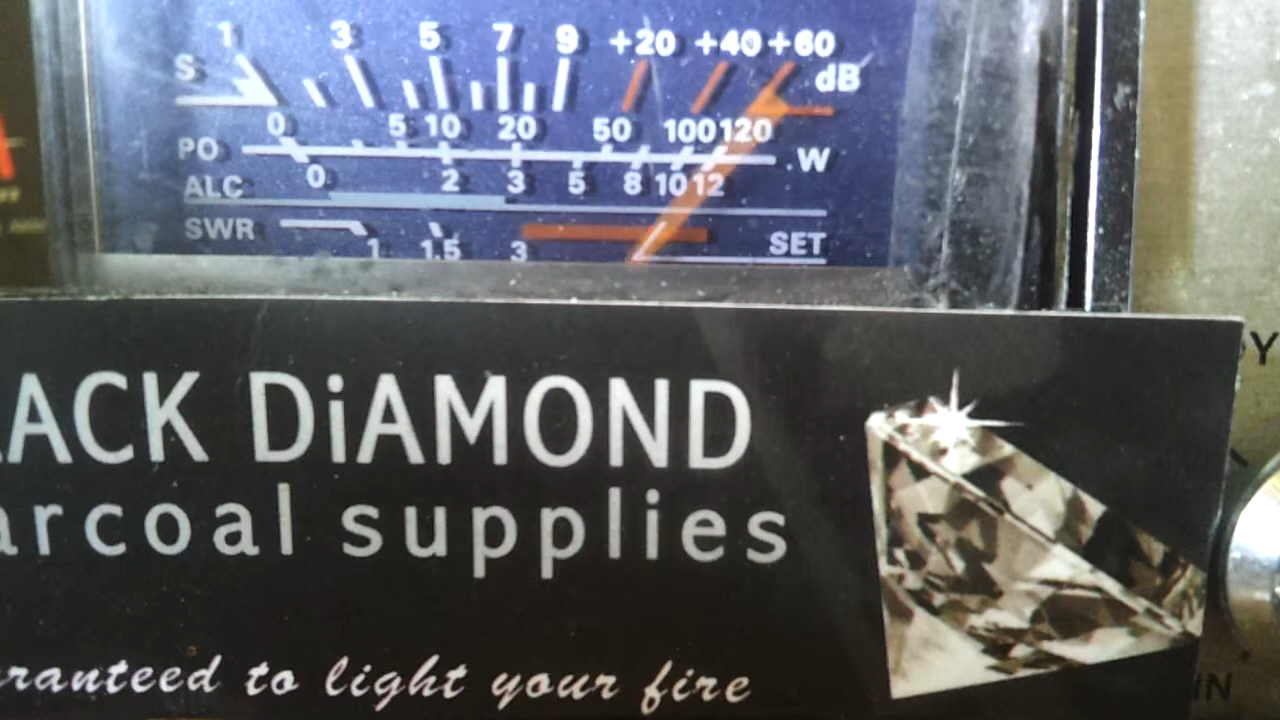 1 3 5 7 9 +20 +40 +60
S dB
0 5 10 20 50 100 120
PO W
0 2 3 5 8 10 12
ALC
SWR 1 1.5 3 SET
ACK DiAMOND
arcoal supplies
ranteed to light your fire
IN